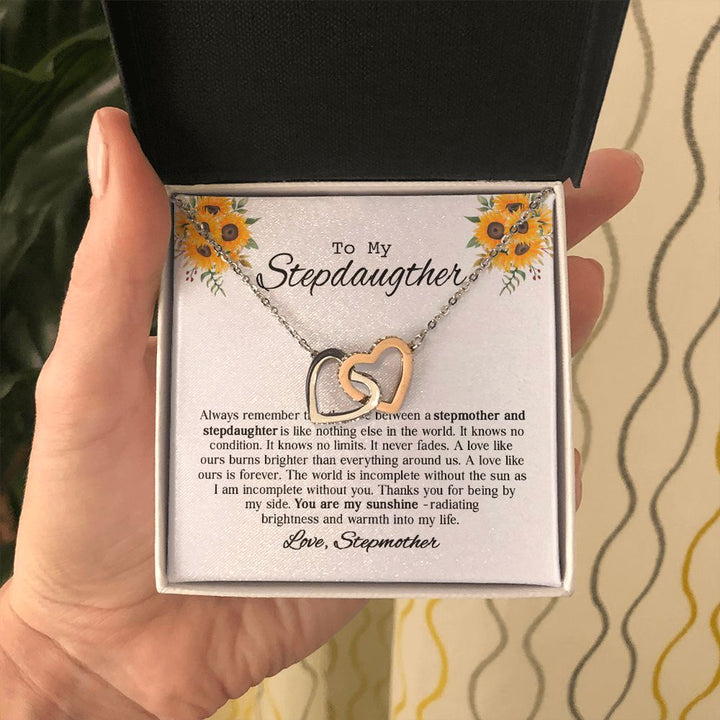 To My
Stepdaugther
Always remember between a stepmother and
stepdaughter is like nothing else in the world. It knows no
condition. It knows no limits. It never fades. A love like
ours burns brighter than everything around us. A love like
ours is forever. The world is incomplete without the sun as
I am incomplete without you. Thanks you for being by
my side. You are my sunshine - radiating
brightness and warmth into my life.
Love, Stepmother